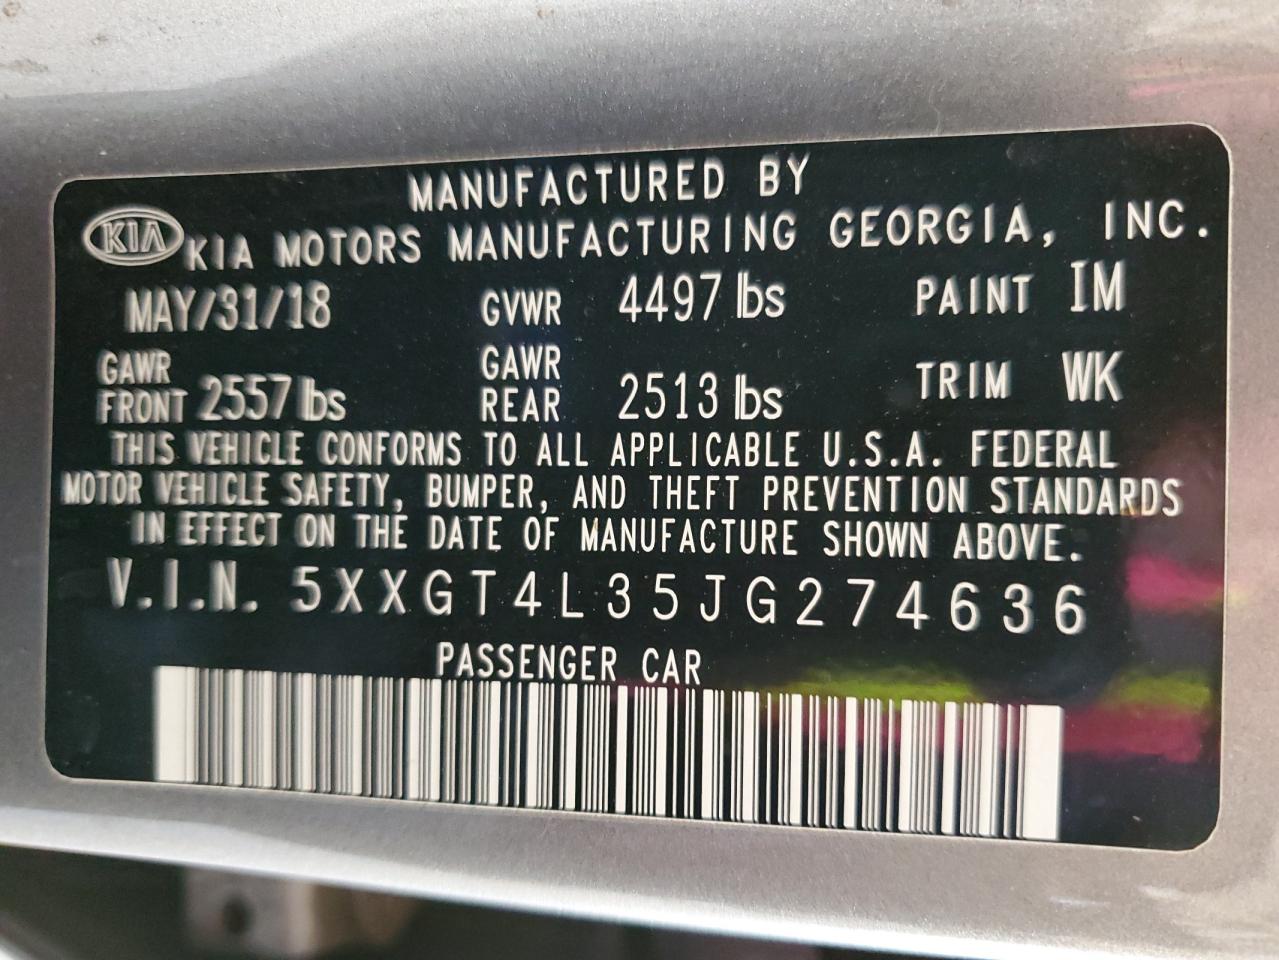 MANUFACTURED BY
KIA KIA MOTORS MANUFACTURING GEORGIA, INC.
MAY/31/18 GVWR 4497 lbs PAINT IM
GAWR FRONT 2557 lbs GAWR REAR 2513 lbs TRIM WK
THIS VEHICLE CONFORMS TO ALL APPLICABLE U.S.A. FEDERAL
MOTOR VEHICLE SAFETY, BUMPER, AND THEFT PREVENTION STANDARDS
IN EFFECT ON THE DATE OF MANUFACTURE SHOWN ABOVE.
V.I.N. 5XXGT4L35JG274636
PASSENGER CAR